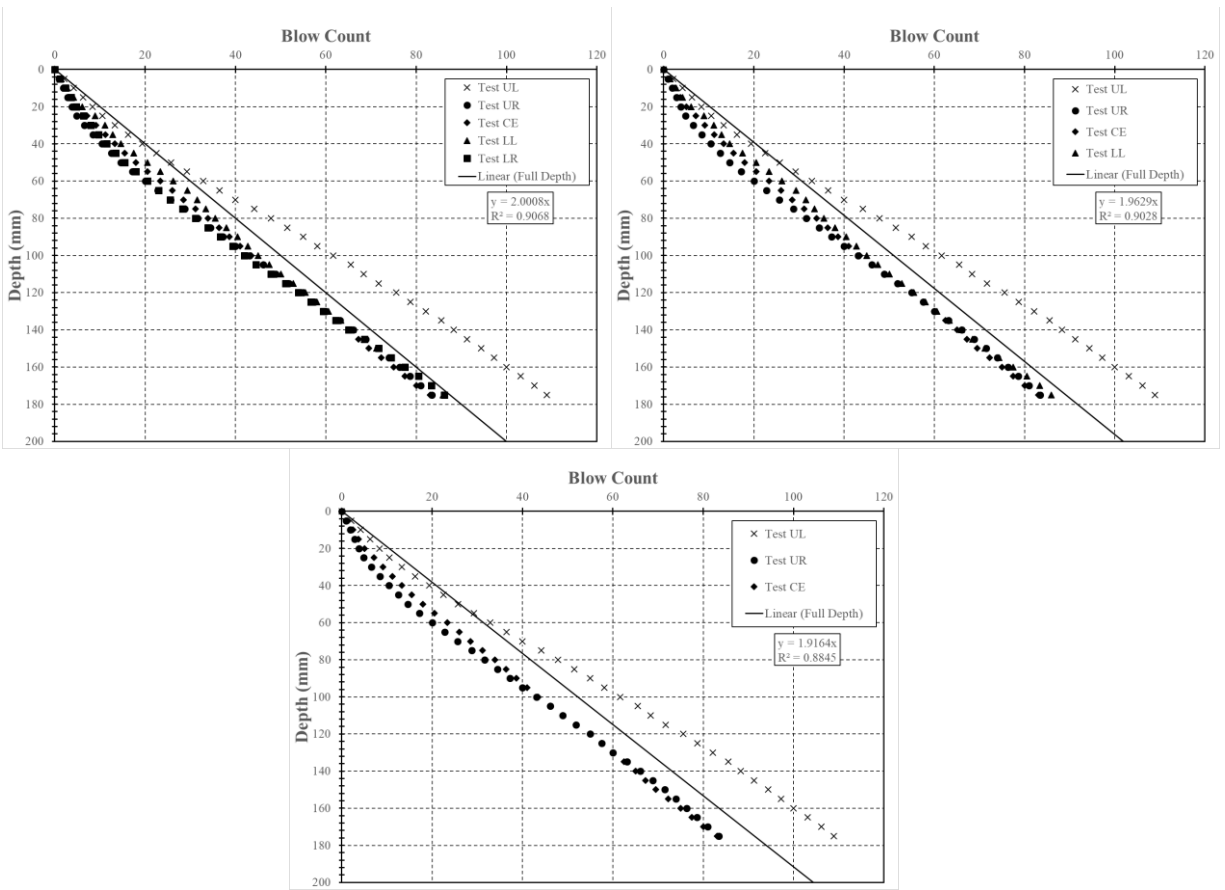 Blow Count
0 20 40 60 80 100 120
0
20
40
60
80
100
120
140
160
180
200
Depth (mm)
Test UL
Test UR
Test CE
Test LL
Test LR
Linear (Full Depth)
y = 2.0008x
R² = 0.9068
Blow Count
0 20 40 60 80 100 120
0
20
40
60
80
100
120
140
160
180
200
Depth (mm)
Test UL
Test UR
Test CE
Test LL
Linear (Full Depth)
y = 1.9629x
R² = 0.9028
Blow Count
0 20 40 60 80 100 120
0
20
40
60
80
100
120
140
160
180
200
Depth (mm)
Test UL
Test UR
Test CE
Linear (Full Depth)
y = 1.9164x
R² = 0.8845